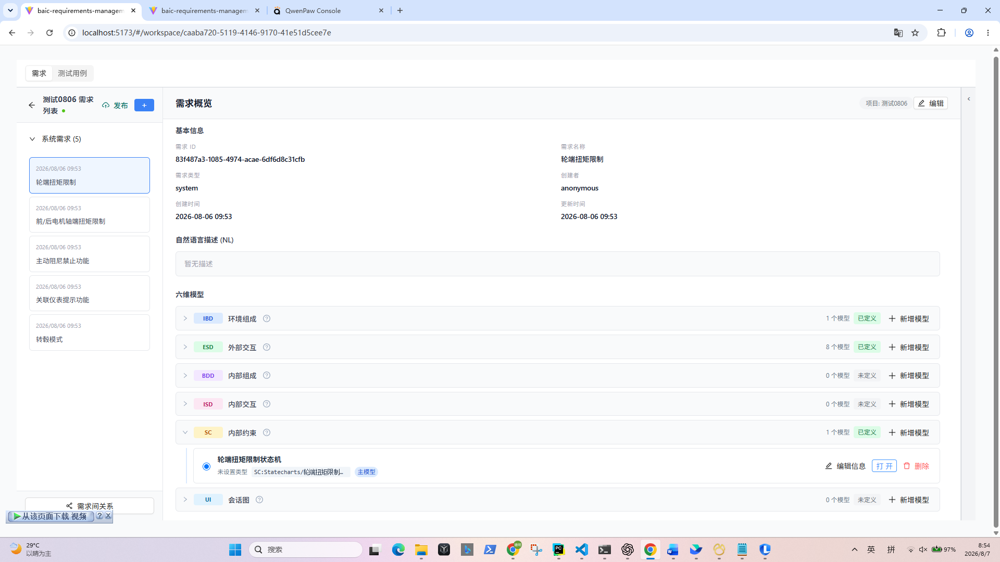 baic-requirements-managem
baic-requirements-managem
QwenPaw Console
localhost:5173/#/workspace/caaba720-5119-4146-9170-41e51d5cee7e
需求
测试用例
测试0806 需求列表
发布
+
需求概览
项目: 测试0806
编辑
系统需求 (5)
2026/08/06 09:53
轮端扭矩限制
2026/08/06 09:53
前/后电机轴端扭矩限制
2026/08/06 09:53
主动阻尼禁止功能
2026/08/06 09:53
关联仪表提示功能
2026/08/06 09:53
转毂模式
需求间关系
从该页面下载 视频
基本信息
需求 ID
83f487a3-1085-4974-acae-6df6d8c31cfb
需求名称
轮端扭矩限制
需求类型
system
创建者
anonymous
创建时间
2026-08-06 09:53
更新时间
2026-08-06 09:53
自然语言描述 (NL)
暂无描述
六维模型
IBD 环境组成 1 个模型 已定义 新增模型
ESD 外部交互 8 个模型 已定义 新增模型
BDD 内部组成 0 个模型 未定义 新增模型
ISD 内部交互 0 个模型 未定义 新增模型
SC 内部约束 1 个模型 已定义 新增模型
轮端扭矩限制状态机
未设置类型 SC:Statecharts/轮端扭矩限制... 主模型
编辑信息 打开 删除
UI 会话图 0 个模型 未定义 新增模型
29°C
以晴为主
搜索
英
拼
97%
8:54
2026/8/7